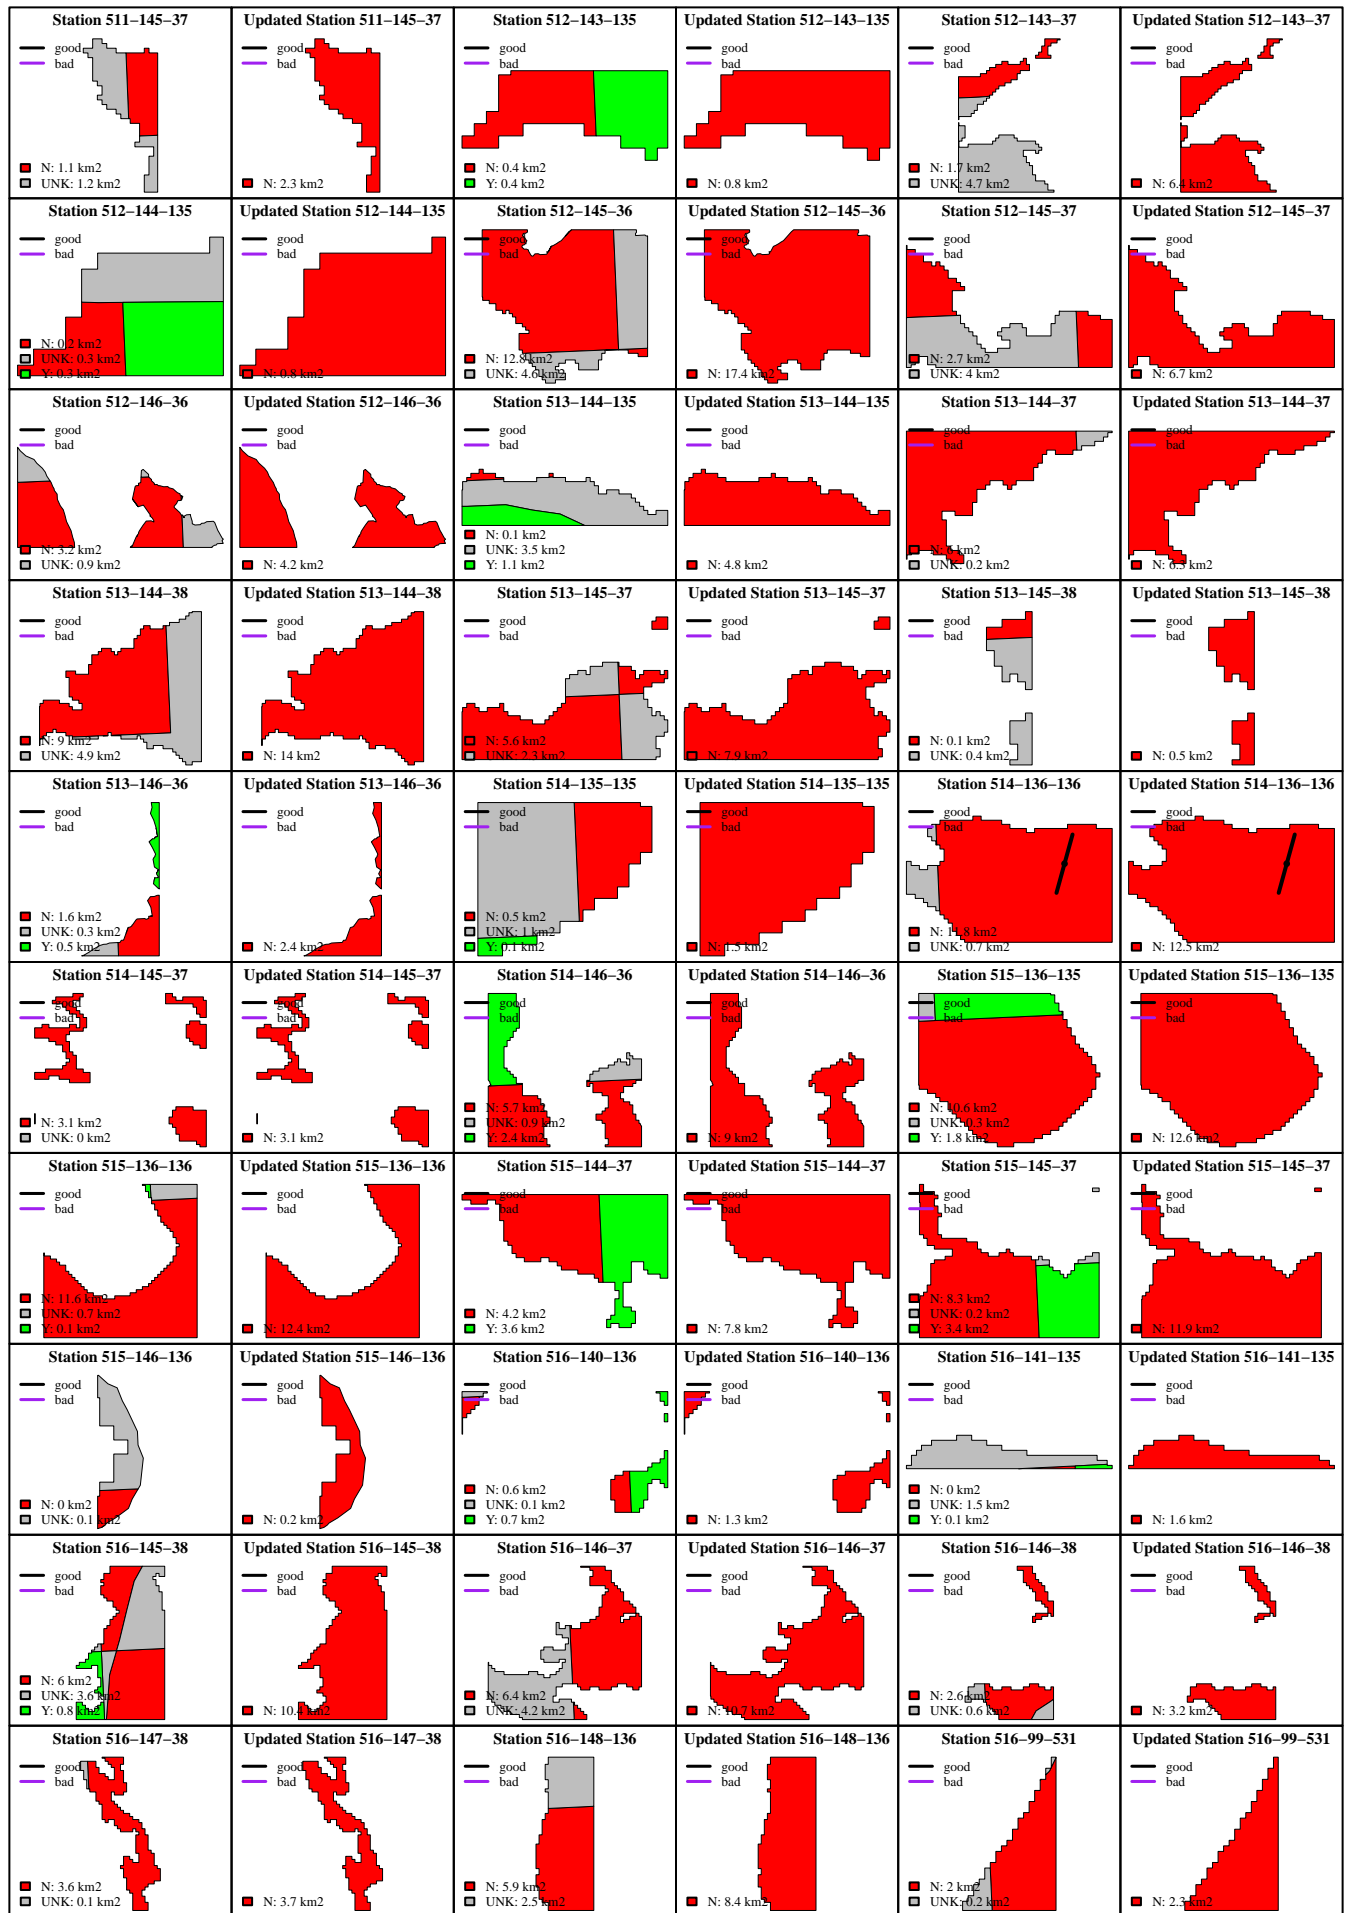 Station 511−145−37
good
bad
N: 1.1 km2
UNK: 1.2 km2
Updated Station 511−145−37
good
bad
N: 2.3 km2
Station 512−143−135
good
bad
N: 0.4 km2
Y: 0.4 km2
Updated Station 512−143−135
good
bad
N: 0.8 km2
Station 512−143−37
good
bad
N: 1.7 km2
UNK: 4.7 km2
Updated Station 512−143−37
good
bad
N: 6.4 km2
Station 512−144−135
good
bad
N: 0.2 km2
UNK: 0.3 km2
Y: 0.3 km2
Updated Station 512−144−135
good
bad
N: 0.8 km2
Station 512−145−36
good
bad
N: 12.8 km2
UNK: 4.6 km2
Updated Station 512−145−36
good
bad
N: 17.4 km2
Station 512−145−37
good
bad
N: 2.7 km2
UNK: 4 km2
Updated Station 512−145−37
good
bad
N: 6.7 km2
Station 512−146−36
good
bad
N: 3.2 km2
UNK: 0.9 km2
Updated Station 512−146−36
good
bad
N: 4.2 km2
Station 513−144−135
good
bad
N: 0.1 km2
UNK: 3.5 km2
Y: 1.1 km2
Updated Station 513−144−135
good
bad
N: 4.8 km2
Station 513−144−37
good
bad
N: 6 km2
UNK: 0.2 km2
Updated Station 513−144−37
good
bad
N: 6.3 km2
Station 513−144−38
good
bad
N: 9 km2
UNK: 4.9 km2
Updated Station 513−144−38
good
bad
N: 14 km2
Station 513−145−37
good
bad
N: 5.6 km2
UNK: 2.3 km2
Updated Station 513−145−37
good
bad
N: 7.9 km2
Station 513−145−38
good
bad
N: 0.1 km2
UNK: 0.4 km2
Updated Station 513−145−38
good
bad
N: 0.5 km2
Station 513−146−36
good
bad
N: 1.6 km2
UNK: 0.3 km2
Y: 0.5 km2
Updated Station 513−146−36
good
bad
N: 2.4 km2
Station 514−135−135
good
bad
N: 0.5 km2
UNK: 1 km2
Y: 0.1 km2
Updated Station 514−135−135
good
bad
N: 1.5 km2
Station 514−136−136
good
bad
N: 11.8 km2
UNK: 0.7 km2
Updated Station 514−136−136
good
bad
N: 12.5 km2
Station 514−145−37
good
bad
N: 3.1 km2
UNK: 0 km2
Updated Station 514−145−37
good
bad
N: 3.1 km2
Station 514−146−36
good
bad
N: 5.7 km2
UNK: 0.9 km2
Y: 2.4 km2
Updated Station 514−146−36
good
bad
N: 9 km2
Station 515−136−135
good
bad
N: 10.6 km2
UNK: 0.3 km2
Y: 1.8 km2
Updated Station 515−136−135
good
bad
N: 12.6 km2
Station 515−136−136
good
bad
N: 11.6 km2
UNK: 0.7 km2
Y: 0.1 km2
Updated Station 515−136−136
good
bad
N: 12.4 km2
Station 515−144−37
good
bad
N: 4.2 km2
Y: 3.6 km2
Updated Station 515−144−37
good
bad
N: 7.8 km2
Station 515−145−37
good
bad
N: 8.3 km2
UNK: 0.2 km2
Y: 3.4 km2
Updated Station 515−145−37
good
bad
N: 11.9 km2
Station 515−146−136
good
bad
N: 0 km2
UNK: 0.1 km2
Updated Station 515−146−136
good
bad
N: 0.2 km2
Station 516−140−136
good
bad
N: 0.6 km2
UNK: 0.1 km2
Y: 0.7 km2
Updated Station 516−140−136
good
bad
N: 1.3 km2
Station 516−141−135
good
bad
N: 0 km2
UNK: 1.5 km2
Y: 0.1 km2
Updated Station 516−141−135
good
bad
N: 1.6 km2
Station 516−145−38
good
bad
N: 6 km2
UNK: 3.6 km2
Y: 0.8 km2
Updated Station 516−145−38
good
bad
N: 10.4 km2
Station 516−146−37
good
bad
N: 6.4 km2
UNK: 4.2 km2
Updated Station 516−146−37
good
bad
N: 10.7 km2
Station 516−146−38
good
bad
N: 2.6 km2
UNK: 0.6 km2
Updated Station 516−146−38
good
bad
N: 3.2 km2
Station 516−147−38
good
bad
N: 3.6 km2
UNK: 0.1 km2
Updated Station 516−147−38
good
bad
N: 3.7 km2
Station 516−148−136
good
bad
N: 5.9 km2
UNK: 2.5 km2
Updated Station 516−148−136
good
bad
N: 8.4 km2
Station 516−99−531
good
bad
N: 2 km2
UNK: 0.2 km2
Updated Station 516−99−531
good
bad
N: 2.3 km2